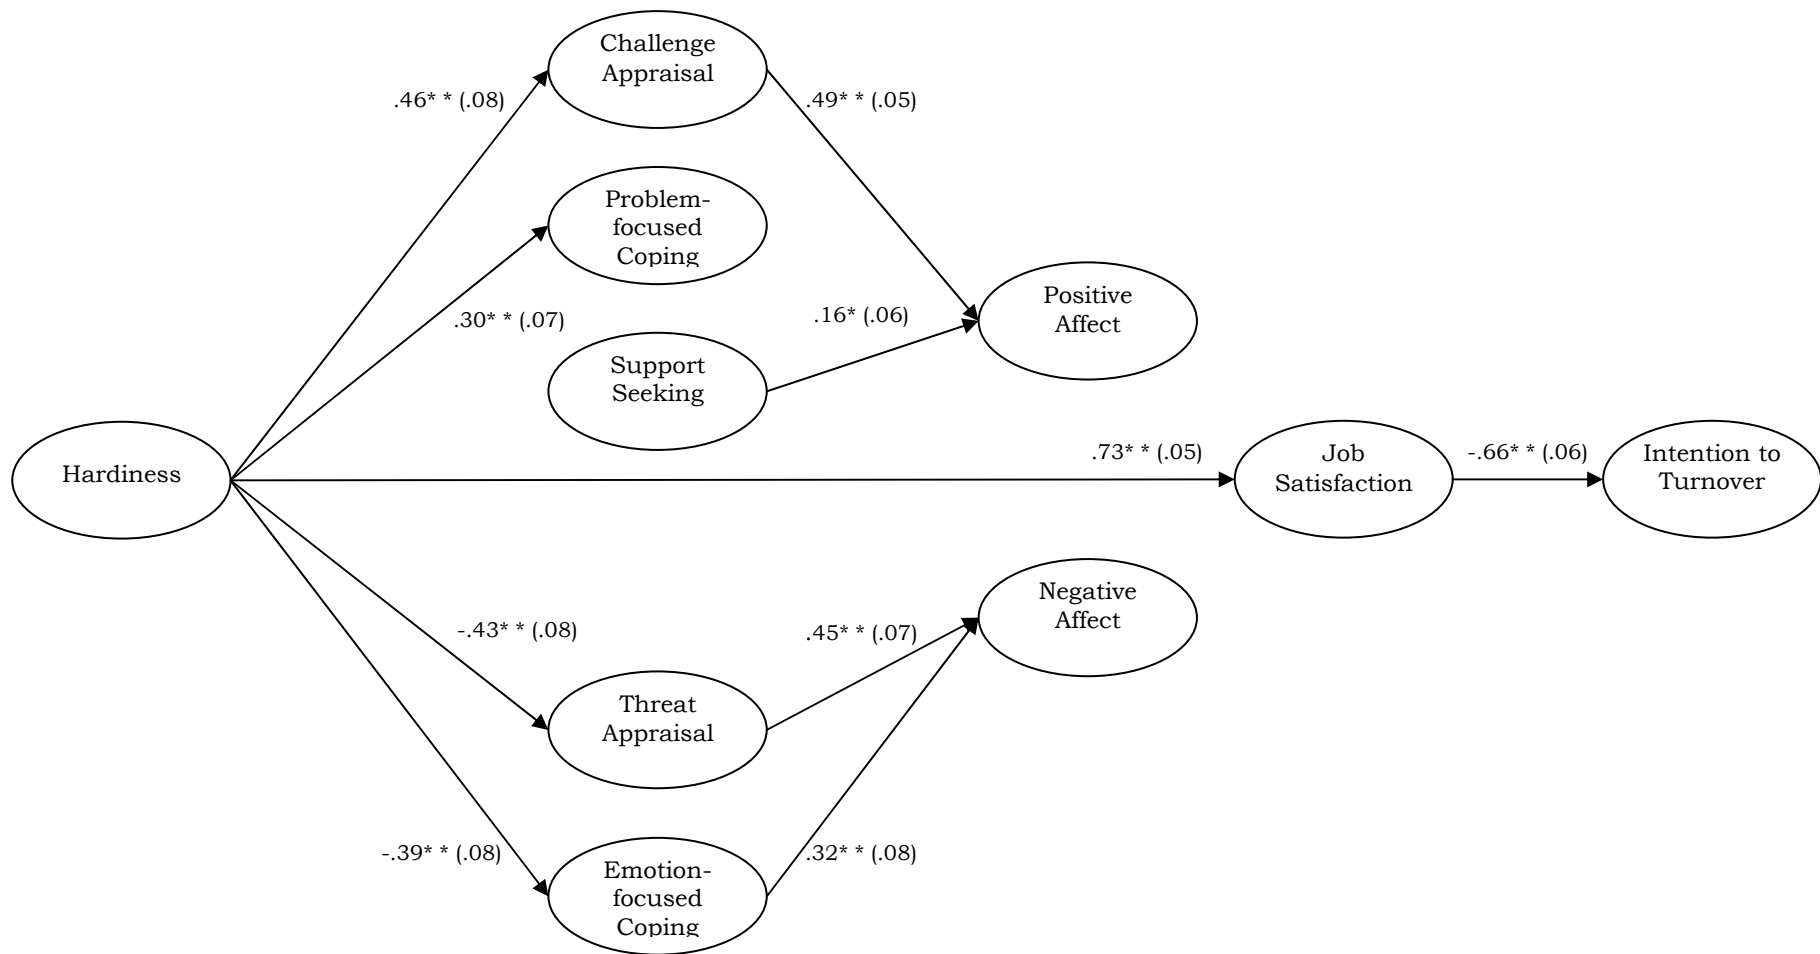 Challenge
Appraisal
.46* * (.08)
.49* * (.05)
Problem-
focused
Coping
.30* * (.07)
Support
Seeking
.16* (.06)
Positive
Affect
Hardiness
.73* * (.05)
Job
Satisfaction
-.66* * (.06)
Intention to
Turnover
-.43* * (.08)
Threat
Appraisal
.45* * (.07)
Negative
Affect
-.39* * (.08)
Emotion-
focused
Coping
.32* * (.08)